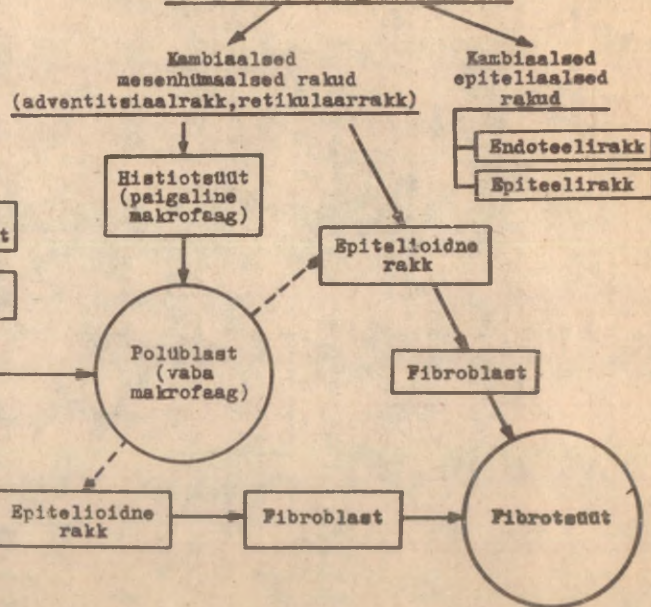 Kambiaalsed
mesenhümaalsed rakud
(adventitsiaalrakk,retikulaarrakk)
Kambiaalsed
epiteliaalsed
rakud
Endoteelirakk
Epiteelirakk
Histiotsüüt
(paigaline
makrofaag)
t
Epitelioidne
rakk
Polüblast
(vaba
makrofaag)
Fibroblast
Epitelioidne
rakk
Fibroblast
Fibrotsüüt